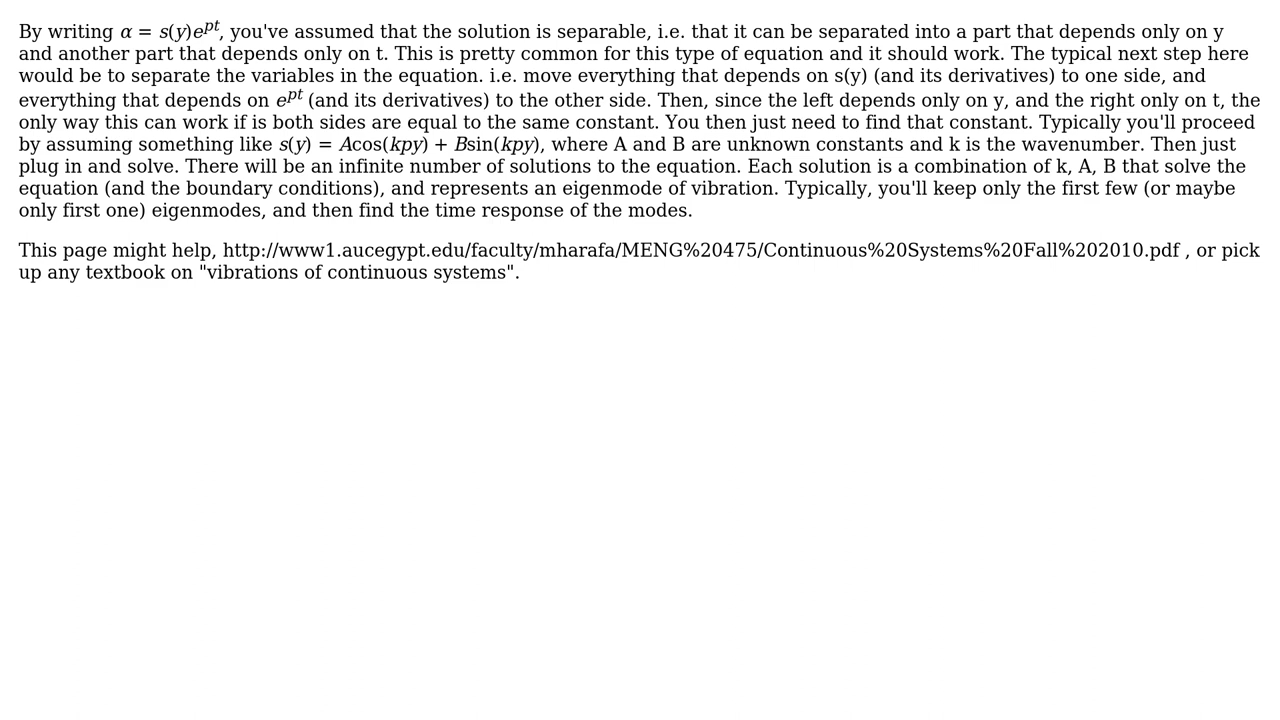 By writing α = s(y)e^{pt}, you've assumed that the solution is separable, i.e. that it can be separated into a part that depends only on y
and another part that depends only on t. This is pretty common for this type of equation and it should work. The typical next step here
would be to separate the variables in the equation. i.e. move everything that depends on s(y) (and its derivatives) to one side, and
everything that depends on e^{pt} (and its derivatives) to the other side. Then, since the left depends only on y, and the right only on t, the
only way this can work if is both sides are equal to the same constant. You then just need to find that constant. Typically you'll proceed
by assuming something like s(y) = Acos(kpy) + Bsin(kpy), where A and B are unknown constants and k is the wavenumber. Then just
plug in and solve. There will be an infinite number of solutions to the equation. Each solution is a combination of k, A, B that solve the
equation (and the boundary conditions), and represents an eigenmode of vibration. Typically, you'll keep only the first few (or maybe
only first one) eigenmodes, and then find the time response of the modes.
This page might help, http://www1.aucegypt.edu/faculty/mharafa/MENG%20475/Continuous%20Systems%20Fall%202010.pdf , or pick
up any textbook on "vibrations of continuous systems".